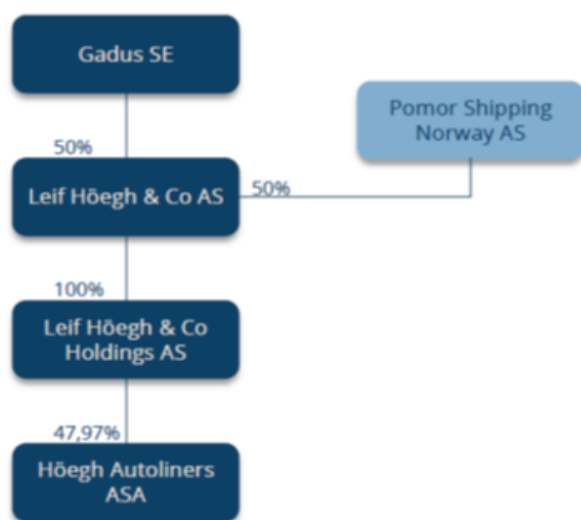 Gadus SE
Pomor Shipping
Norway AS
50%
Leif Höegh & Co AS
50%
100%
Leif Höegh & Co
Holdings AS
47,97%
Höegh Autoliners
ASA